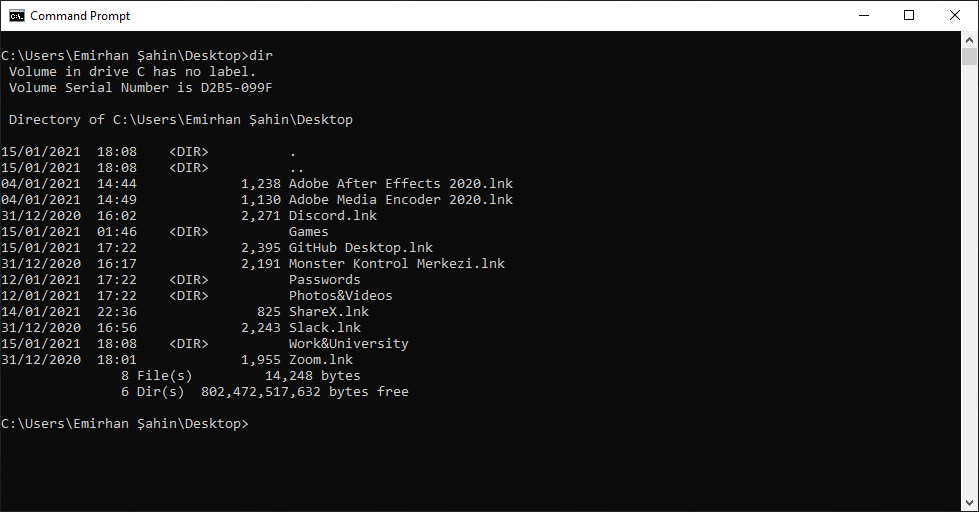 Command Prompt
C:\Users\Emirhan Şahin\Desktop>dir
 Volume in drive C has no label.
 Volume Serial Number is D2B5-099F

 Directory of C:\Users\Emirhan Şahin\Desktop

15/01/2021  18:08    <DIR>          .
15/01/2021  18:08    <DIR>          ..
04/01/2021  14:44             1,238 Adobe After Effects 2020.lnk
04/01/2021  14:49             1,130 Adobe Media Encoder 2020.lnk
31/12/2020  16:02             2,271 Discord.lnk
15/01/2021  01:46    <DIR>          Games
15/01/2021  17:22             2,395 GitHub Desktop.lnk
31/12/2020  16:17             2,191 Monster Kontrol Merkezi.lnk
12/01/2021  17:22    <DIR>          Passwords
12/01/2021  17:22    <DIR>          Photos&Videos
14/01/2021  22:36               825 ShareX.lnk
31/12/2020  16:56             2,243 Slack.lnk
15/01/2021  18:08    <DIR>          Work&University
31/12/2020  18:01             1,955 Zoom.lnk
               8 File(s)         14,248 bytes
               6 Dir(s)  802,472,517,632 bytes free

C:\Users\Emirhan Şahin\Desktop>